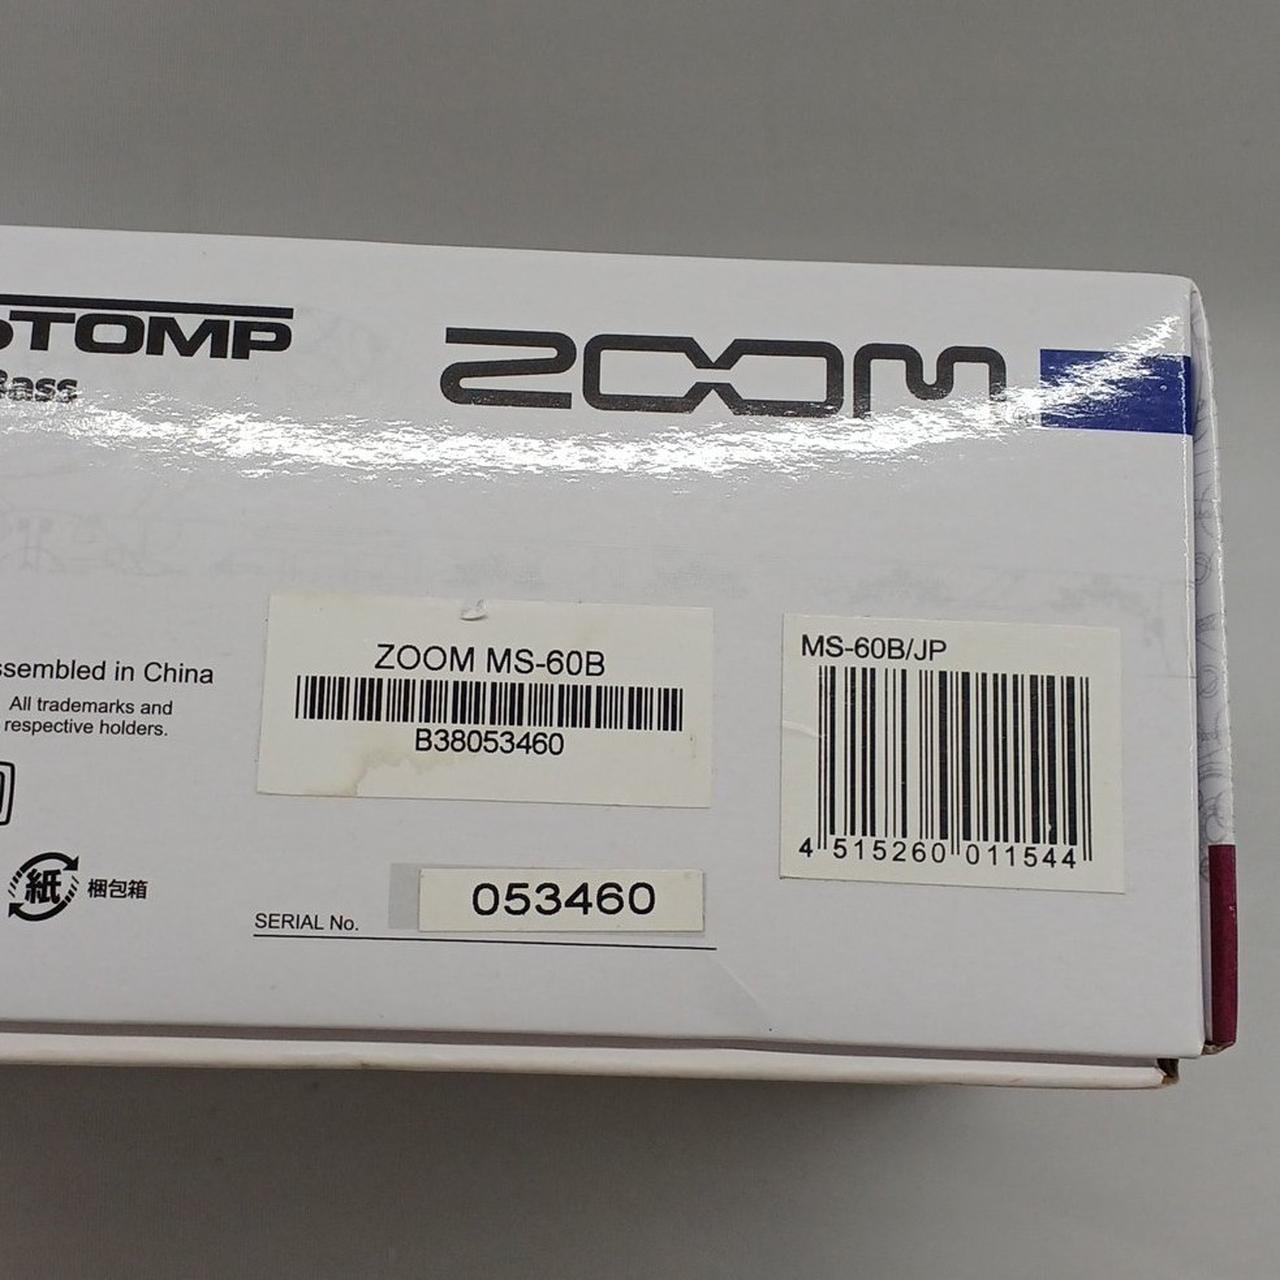 STOMP
Bass
ZOOM
ssembled in China
All trademarks and
respective holders.
ZOOM MS-60B
B38053460
MS-60B/JP
4 515260 011544
紙 梱包箱
SERIAL No. 053460